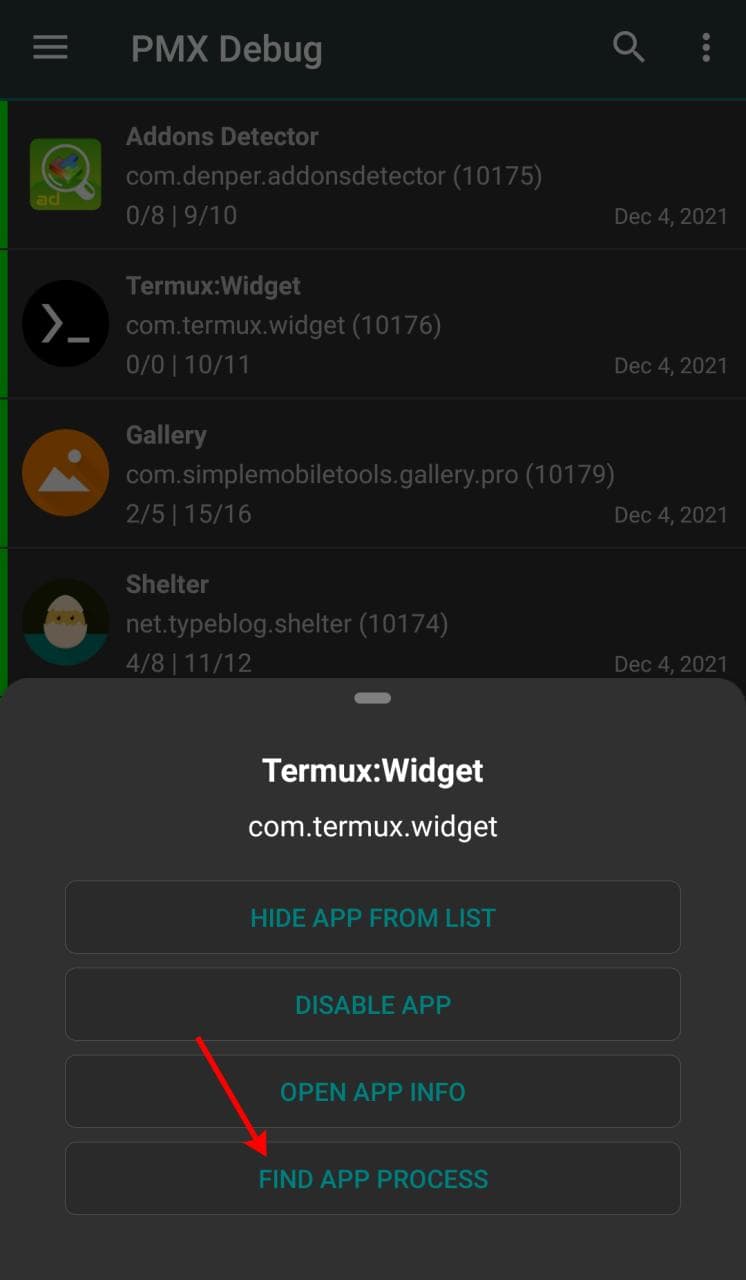 PMX Debug
Addons Detector
com.denper.addonsdetector (10175)
0/8 | 9/10
Dec 4, 2021
ad
Termux:Widget
com.termux.widget (10176)
0/0 | 10/11
Dec 4, 2021
Gallery
com.simplemobiletools.gallery.pro (10179)
2/5 | 15/16
Dec 4, 2021
Shelter
net.typeblog.shelter (10174)
4/8 | 11/12
Dec 4, 2021
Termux:Widget
com.termux.widget
HIDE APP FROM LIST
DISABLE APP
OPEN APP INFO
FIND APP PROCESS